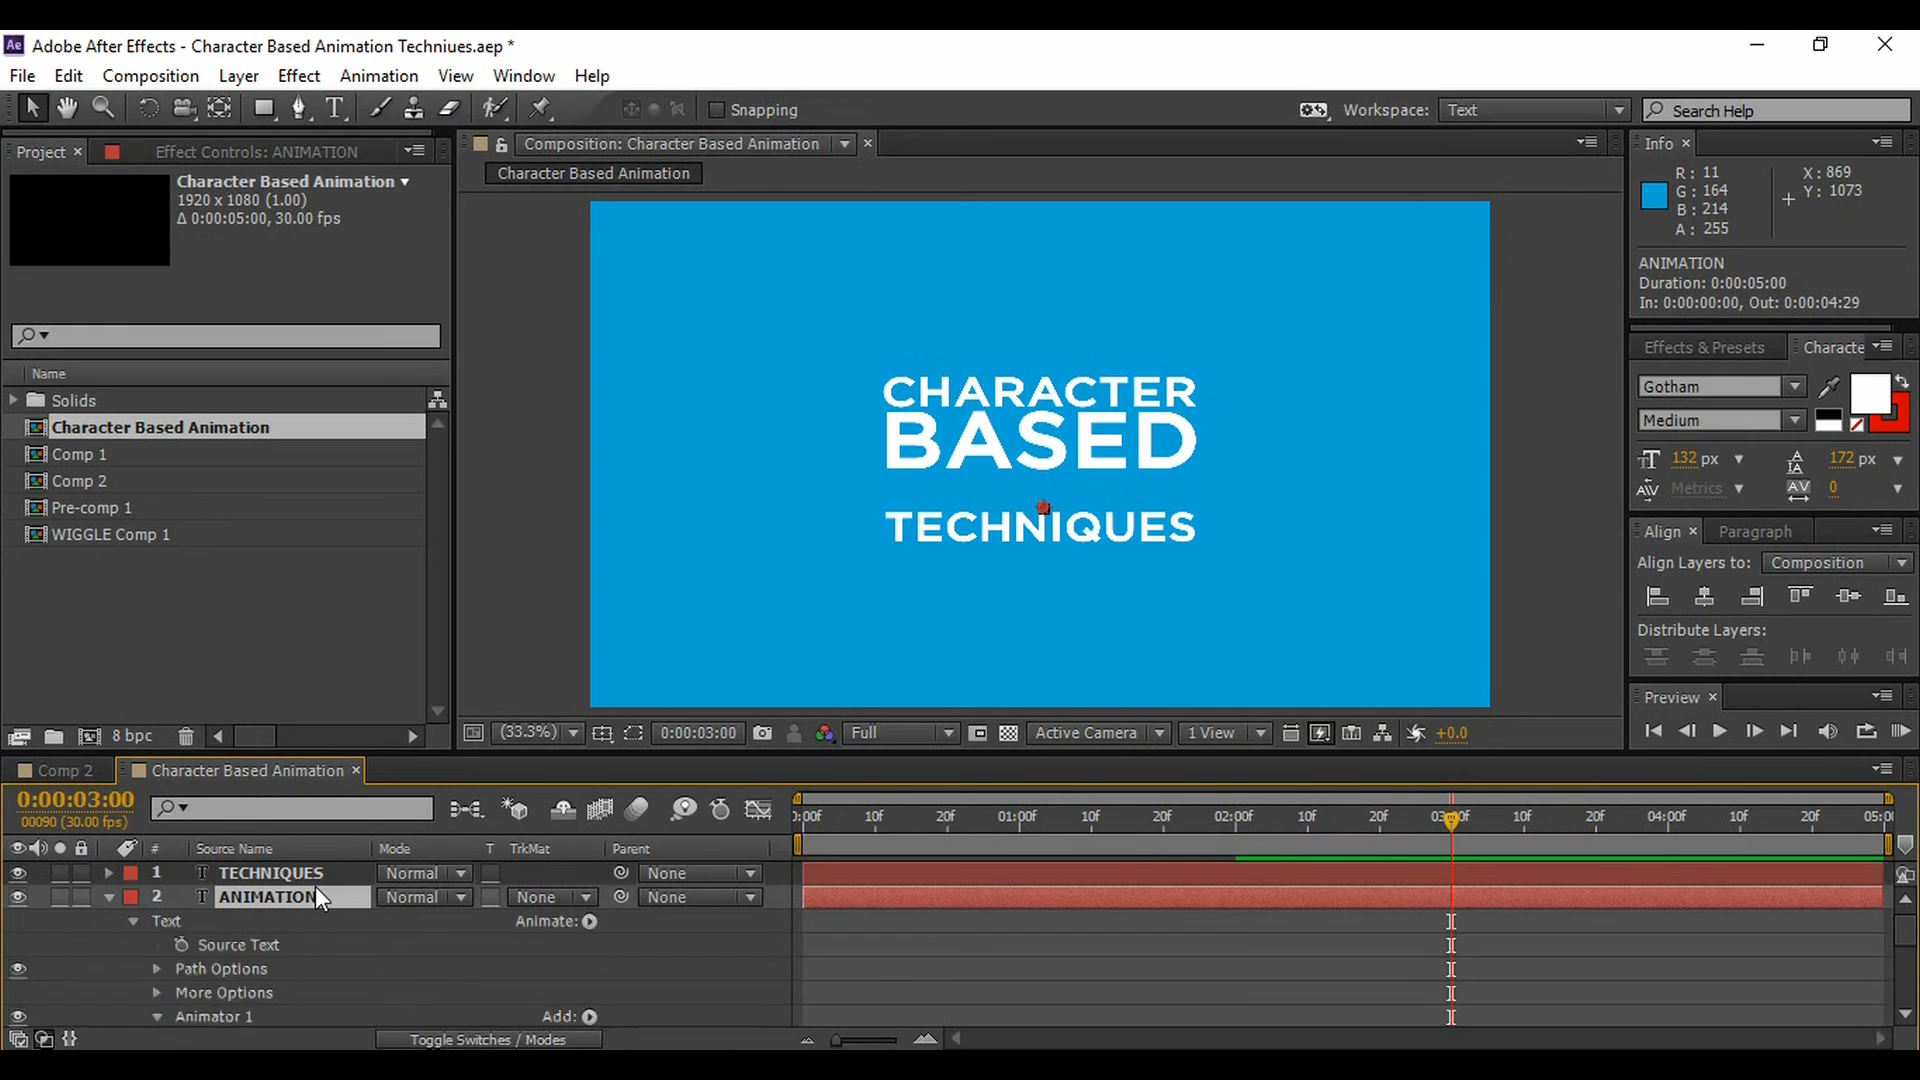 Ae Adobe After Effects - Character Based Animation Techniues.aep *
File Edit Composition Layer Effect Animation View Window Help
Snapping
Workspace: Text
Search Help
Project ×
Effect Controls: ANIMATION
Character Based Animation
1920 x 1080 (1.00)
Δ 0:00:05:00, 30.00 fps
Name
Solids
Character Based Animation
Comp 1
Comp 2
Pre-comp 1
WIGGLE Comp 1
8 bpc
Composition: Character Based Animation
Character Based Animation
CHARACTER
BASED
TECHNIQUES
(33.3%)
0:00:03:00
Full
Active Camera
1 View
+0.0
Info ×
R: 11
G: 164
B: 214
A: 255
X: 869
Y: 1073
ANIMATION
Duration: 0:00:05:00
In: 0:00:00:00, Out: 0:00:04:29
Effects & Presets
Characte
Gotham
Medium
132 px
172 px
Metrics
0
Align ×
Paragraph
Align Layers to: Composition
Distribute Layers:
Preview ×
Comp 2
Character Based Animation ×
0:00:03:00
00090 (30.00 fps)
:00f 10f 20f 01:00f 10f 20f 02:00f 10f 20f 03:00f 10f 20f 04:00f 10f 20f 05:0
# Source Name Mode T TrkMat Parent
1 T TECHNIQUES Normal None
2 T ANIMATION Normal None None
Text Animate:
Source Text
Path Options
More Options
Animator 1 Add:
Toggle Switches / Modes